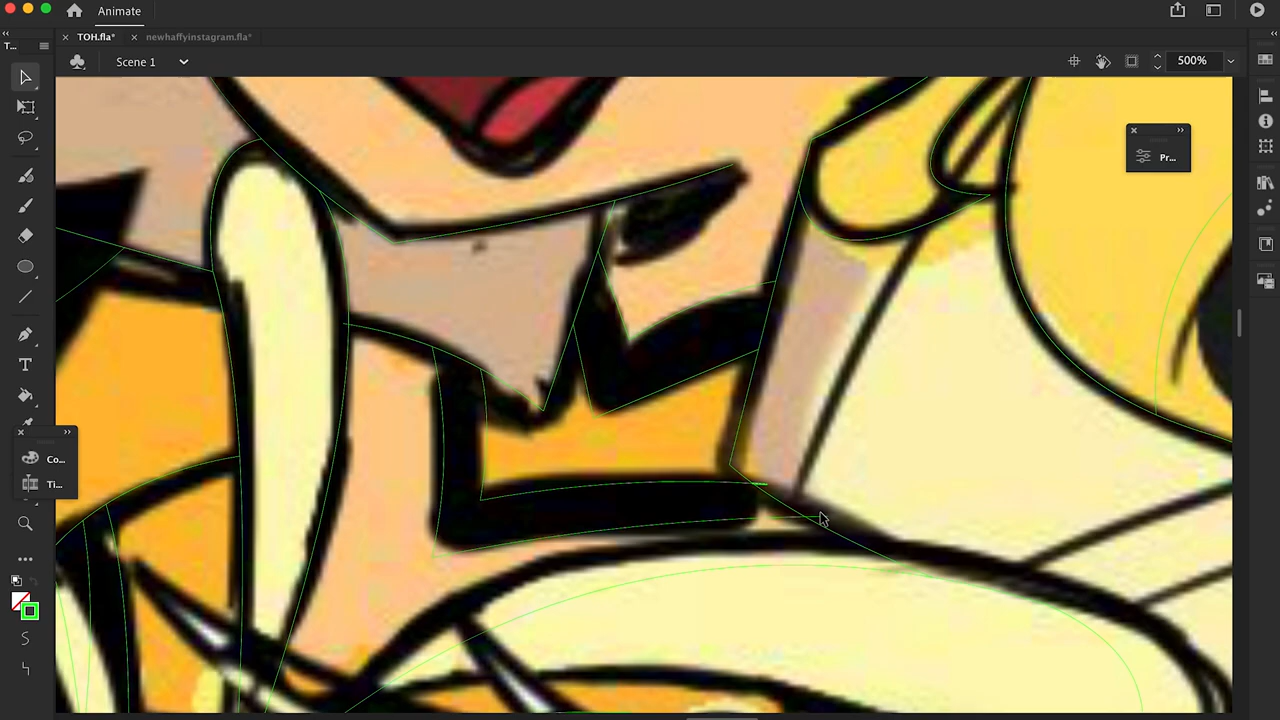 Animate
T...
TOH.fla*
newhaffyinstagram.fla*
Scene 1
500%
Pr...
Co...
Ti...